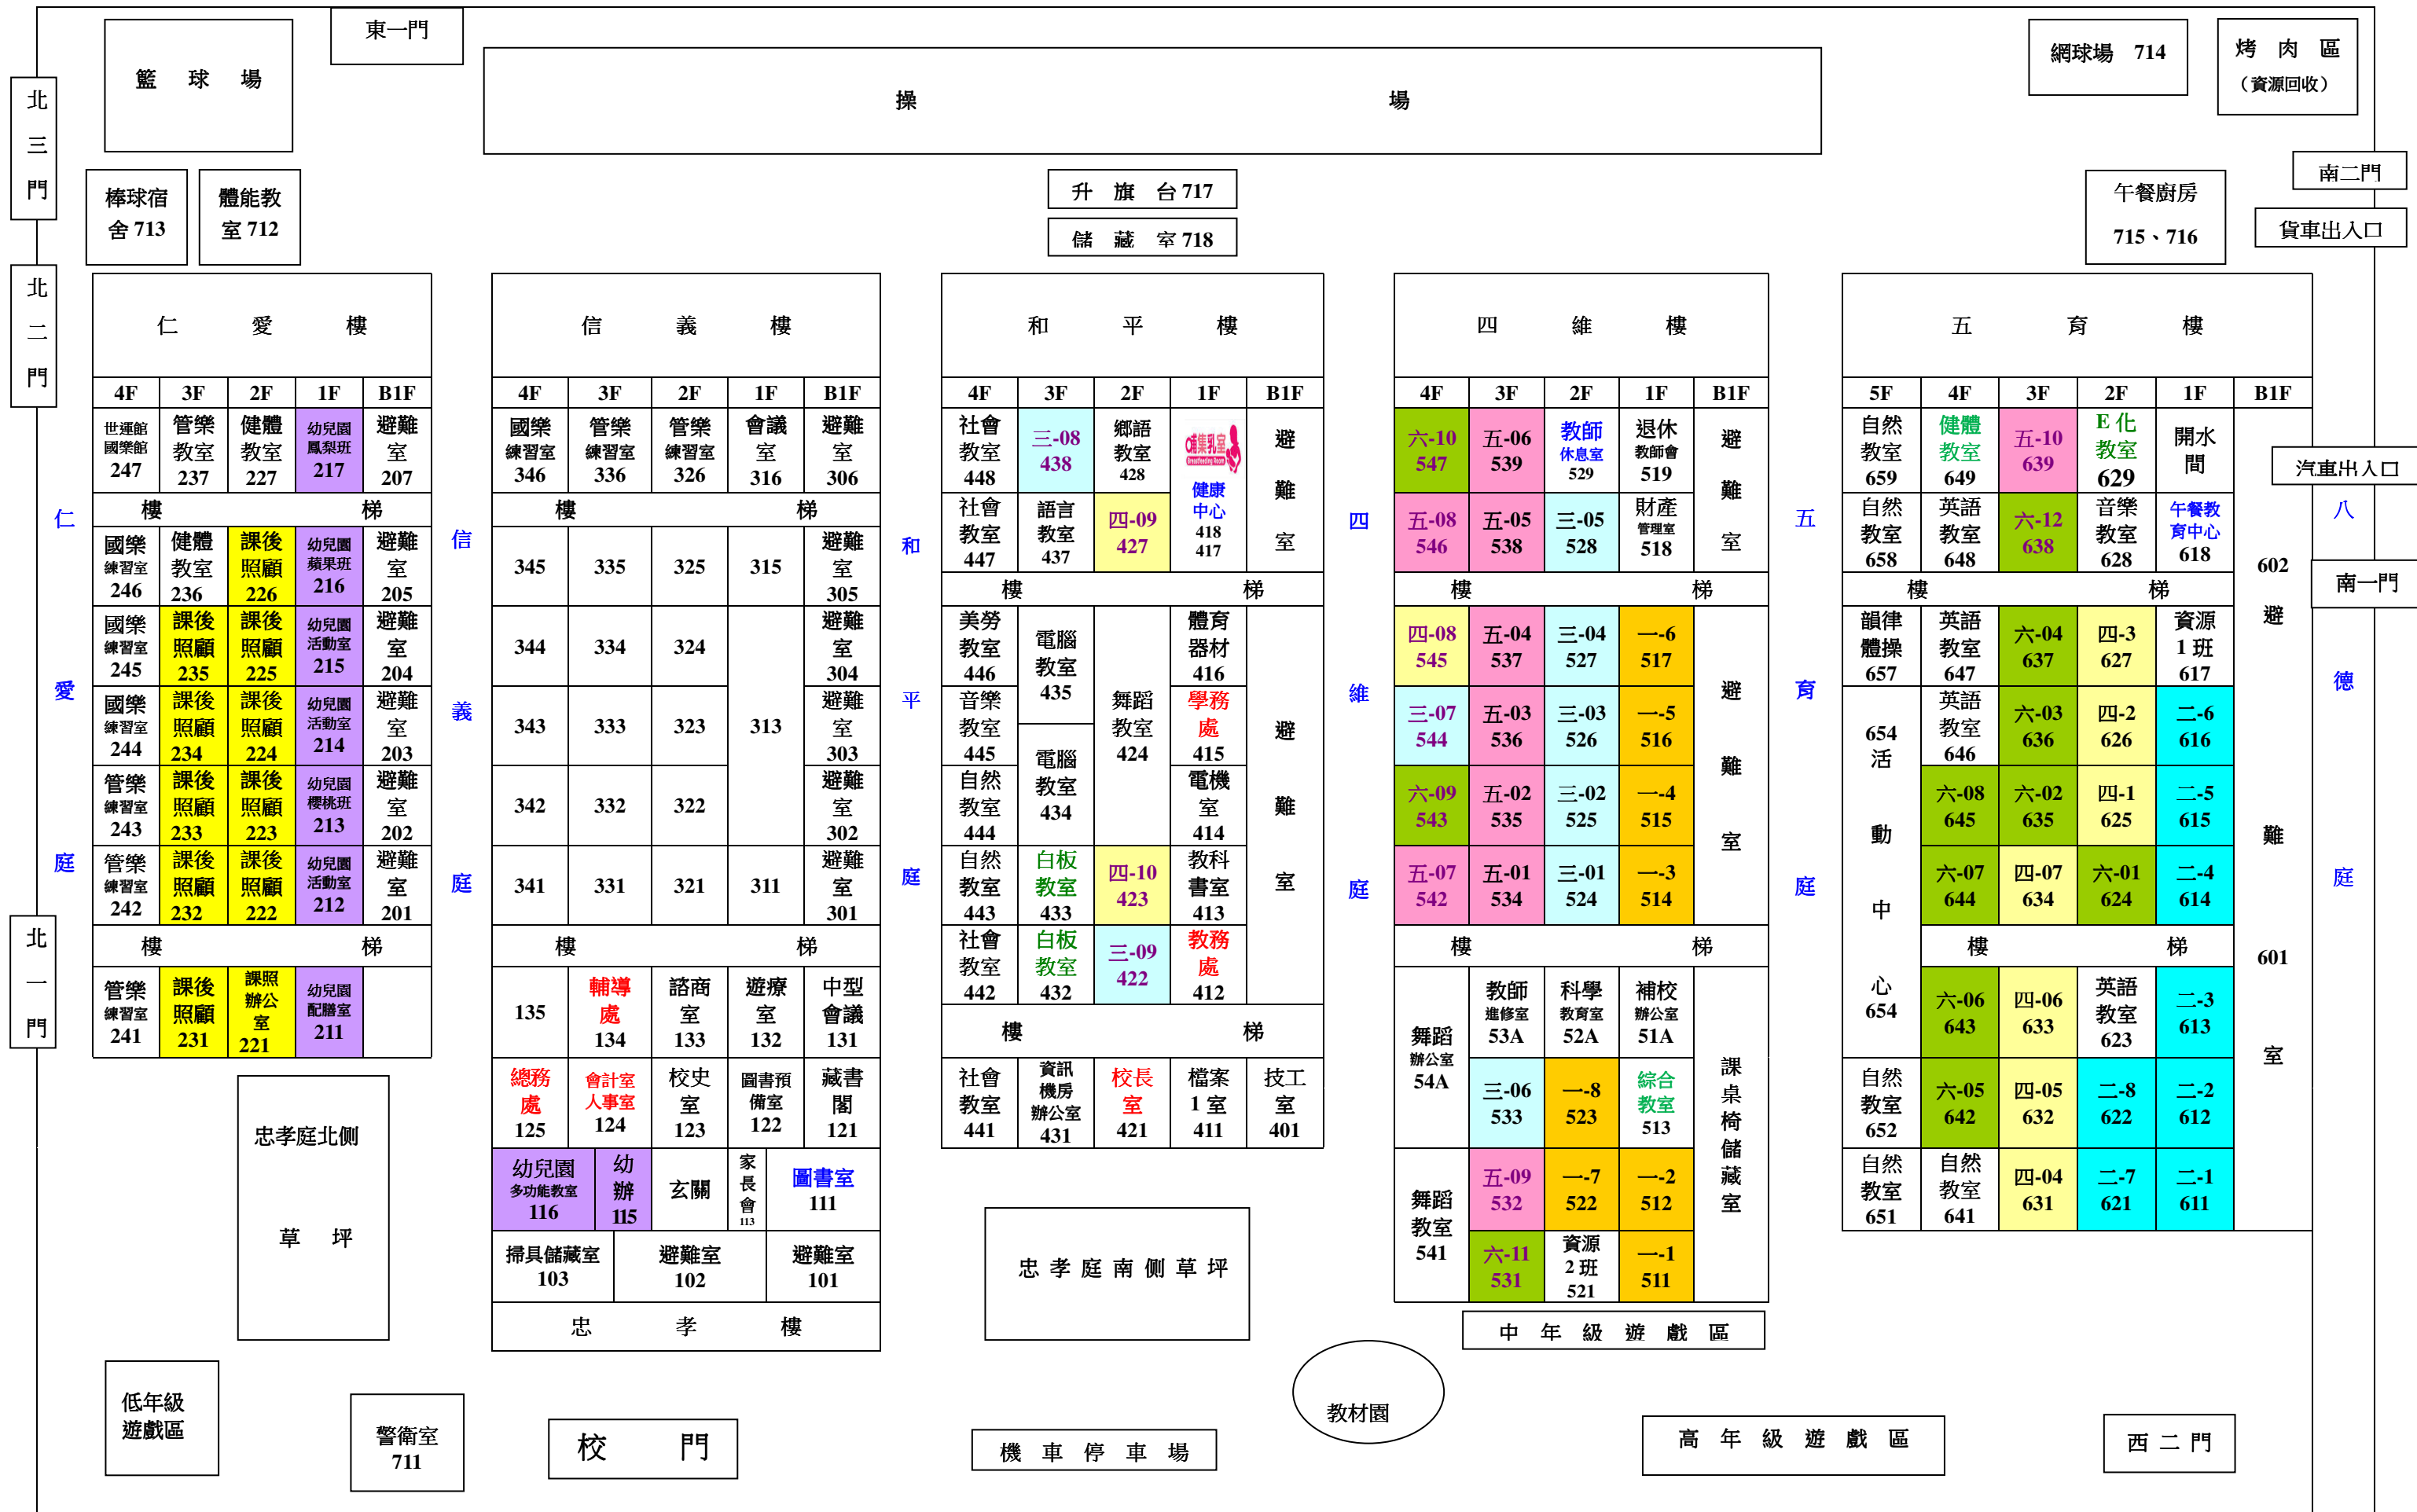 東一門
籃 球 場
操 場
網球場 714
烤 肉 區
(資源回收)
北三門
棒球宿
舍 713
體能教
室 712
升 旗 台 717
儲 藏 室 718
午餐廚房
715、716
南二門
貨車出入口
北二門
仁 愛 樓
4F 3F 2F 1F B1F
世運館 國樂館 247
管樂 教室 237
健體 教室 227
幼兒園 鳳梨班 217
避難 室 207
樓 梯
國樂 練習室 246
健體 教室 236
課後 照顧 226
幼兒園 蘋果班 216
避難 室 205
國樂 練習室 245
課後 照顧 235
課後 照顧 225
幼兒園 活動室 215
避難 室 204
國樂 練習室 244
課後 照顧 234
課後 照顧 224
幼兒園 活動室 214
避難 室 203
管樂 練習室 243
課後 照顧 233
課後 照顧 223
幼兒園 櫻桃班 213
避難 室 202
管樂 練習室 242
課後 照顧 232
課後 照顧 222
幼兒園 活動室 212
避難 室 201
樓 梯
管樂 練習室 241
課後 照顧 231
課照 辦公 室 221
幼兒園 配膳室 211
仁愛庭
北一門
忠孝庭北側
草 坪
低年級
遊戲區
警衛室
711
信義庭
信 義 樓
4F 3F 2F 1F B1F
國樂 練習室 346
管樂 練習室 336
管樂 練習室 326
會議 室 316
避難 室 306
樓 梯
345 335 325 315
避難 室 305
344 334 324
避難 室 304
343 333 323 313
避難 室 303
342 332 322
避難 室 302
341 331 321 311
避難 室 301
樓 梯
135
輔導 處 134
諮商 室 133
遊療 室 132
中型 會議 131
總務 處 125
會計室 人事室 124
校史 室 123
圖書預 備室 122
藏書 閣 121
幼兒園 多功能教室 116
幼 辦 115
玄關
家長會 113
圖書室 111
掃具儲藏室 103
避難室 102
避難室 101
忠 孝 樓
校 門
和平庭
和 平 樓
4F 3F 2F 1F B1F
社會 教室 448
三-08 438
鄉語 教室 428
哺集乳室
Breastfeeding Room
健康 中心 418 417
避難室
社會 教室 447
語言 教室 437
四-09 427
樓 梯
美勞 教室 446
電腦 教室 435
舞蹈 教室 424
體育 器材 416
避難室
音樂 教室 445
學務 處 415
自然 教室 444
電腦 教室 434
電機 室 414
自然 教室 443
白板 教室 433
四-10 423
教科 書室 413
社會 教室 442
白板 教室 432
三-09 422
教務 處 412
樓 梯
社會 教室 441
資訊 機房 辦公室 431
校長 室 421
檔案 1 室 411
技工 室 401
忠 孝 庭 南 側 草 坪
機 車 停 車 場
教材園
四維庭
四 維 樓
4F 3F 2F 1F B1F
六-10 547
五-06 539
教師 休息室 529
退休 教師會 519
避難室
五-08 546
五-05 538
三-05 528
財產 管理室 518
樓 梯
四-08 545
五-04 537
三-04 527
一-6 517
避難室
三-07 544
五-03 536
三-03 526
一-5 516
六-09 543
五-02 535
三-02 525
一-4 515
五-07 542
五-01 534
三-01 524
一-3 514
樓 梯
舞蹈 辦公室 54A
教師 進修室 53A
科學 教育室 52A
補校 辦公室 51A
課桌椅儲藏室
三-06 533
一-8 523
綜合 教室 513
舞蹈 教室 541
五-09 532
一-7 522
一-2 512
六-11 531
資源 2 班 521
一-1 511
中 年 級 遊 戲 區
五育庭
五 育 樓
5F 4F 3F 2F 1F B1F
自然 教室 659
健體 教室 649
五-10 639
E 化 教室 629
開水 間
602 避難室 601
自然 教室 658
英語 教室 648
六-12 638
音樂 教室 628
午餐教 育中心 618
樓 梯
韻律 體操 657
英語 教室 647
六-04 637
四-3 627
資源 1 班 617
654 活動中心 654
英語 教室 646
六-03 636
四-2 626
二-6 616
六-08 645
六-02 635
四-1 625
二-5 615
六-07 644
四-07 634
六-01 624
二-4 614
樓 梯
六-06 643
四-06 633
英語 教室 623
二-3 613
自然 教室 652
六-05 642
四-05 632
二-8 622
二-2 612
自然 教室 651
自然 教室 641
四-04 631
二-7 621
二-1 611
汽車出入口
南一門
八德庭
高 年 級 遊 戲 區
西 二 門